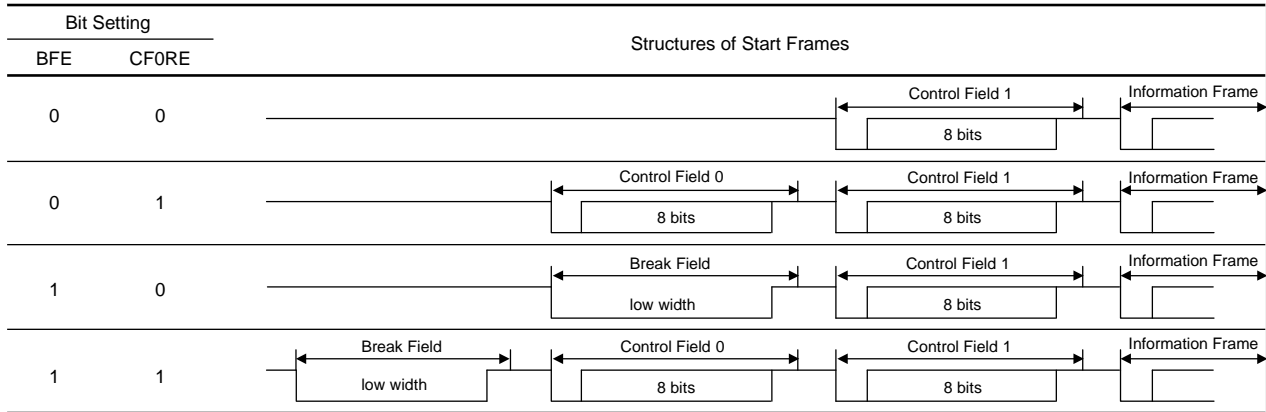 Bit Setting
Structures of Start Frames
BFE CF0RE
Control Field 1 Information Frame
0 0
8 bits
Control Field 0 Control Field 1 Information Frame
0 1
8 bits 8 bits
Break Field Control Field 1 Information Frame
1 0
low width 8 bits
Break Field Control Field 0 Control Field 1 Information Frame
1 1
low width 8 bits 8 bits